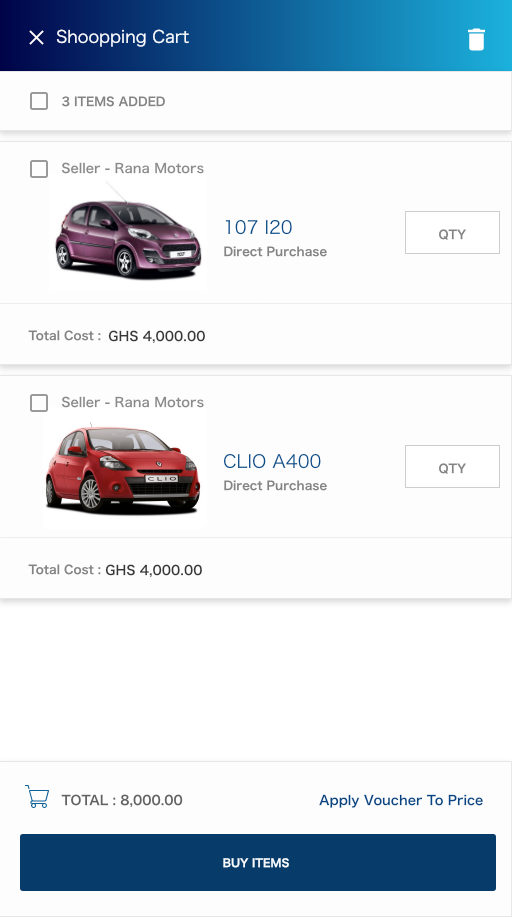 Shoopping Cart
3 ITEMS ADDED
Seller - Rana Motors
107 I20
Direct Purchase
QTY
Total Cost : GHS 4,000.00
Seller - Rana Motors
CLIO A400
Direct Purchase
QTY
CLIO
Total Cost : GHS 4,000.00
TOTAL : 8,000.00
Apply Voucher To Price
BUY ITEMS